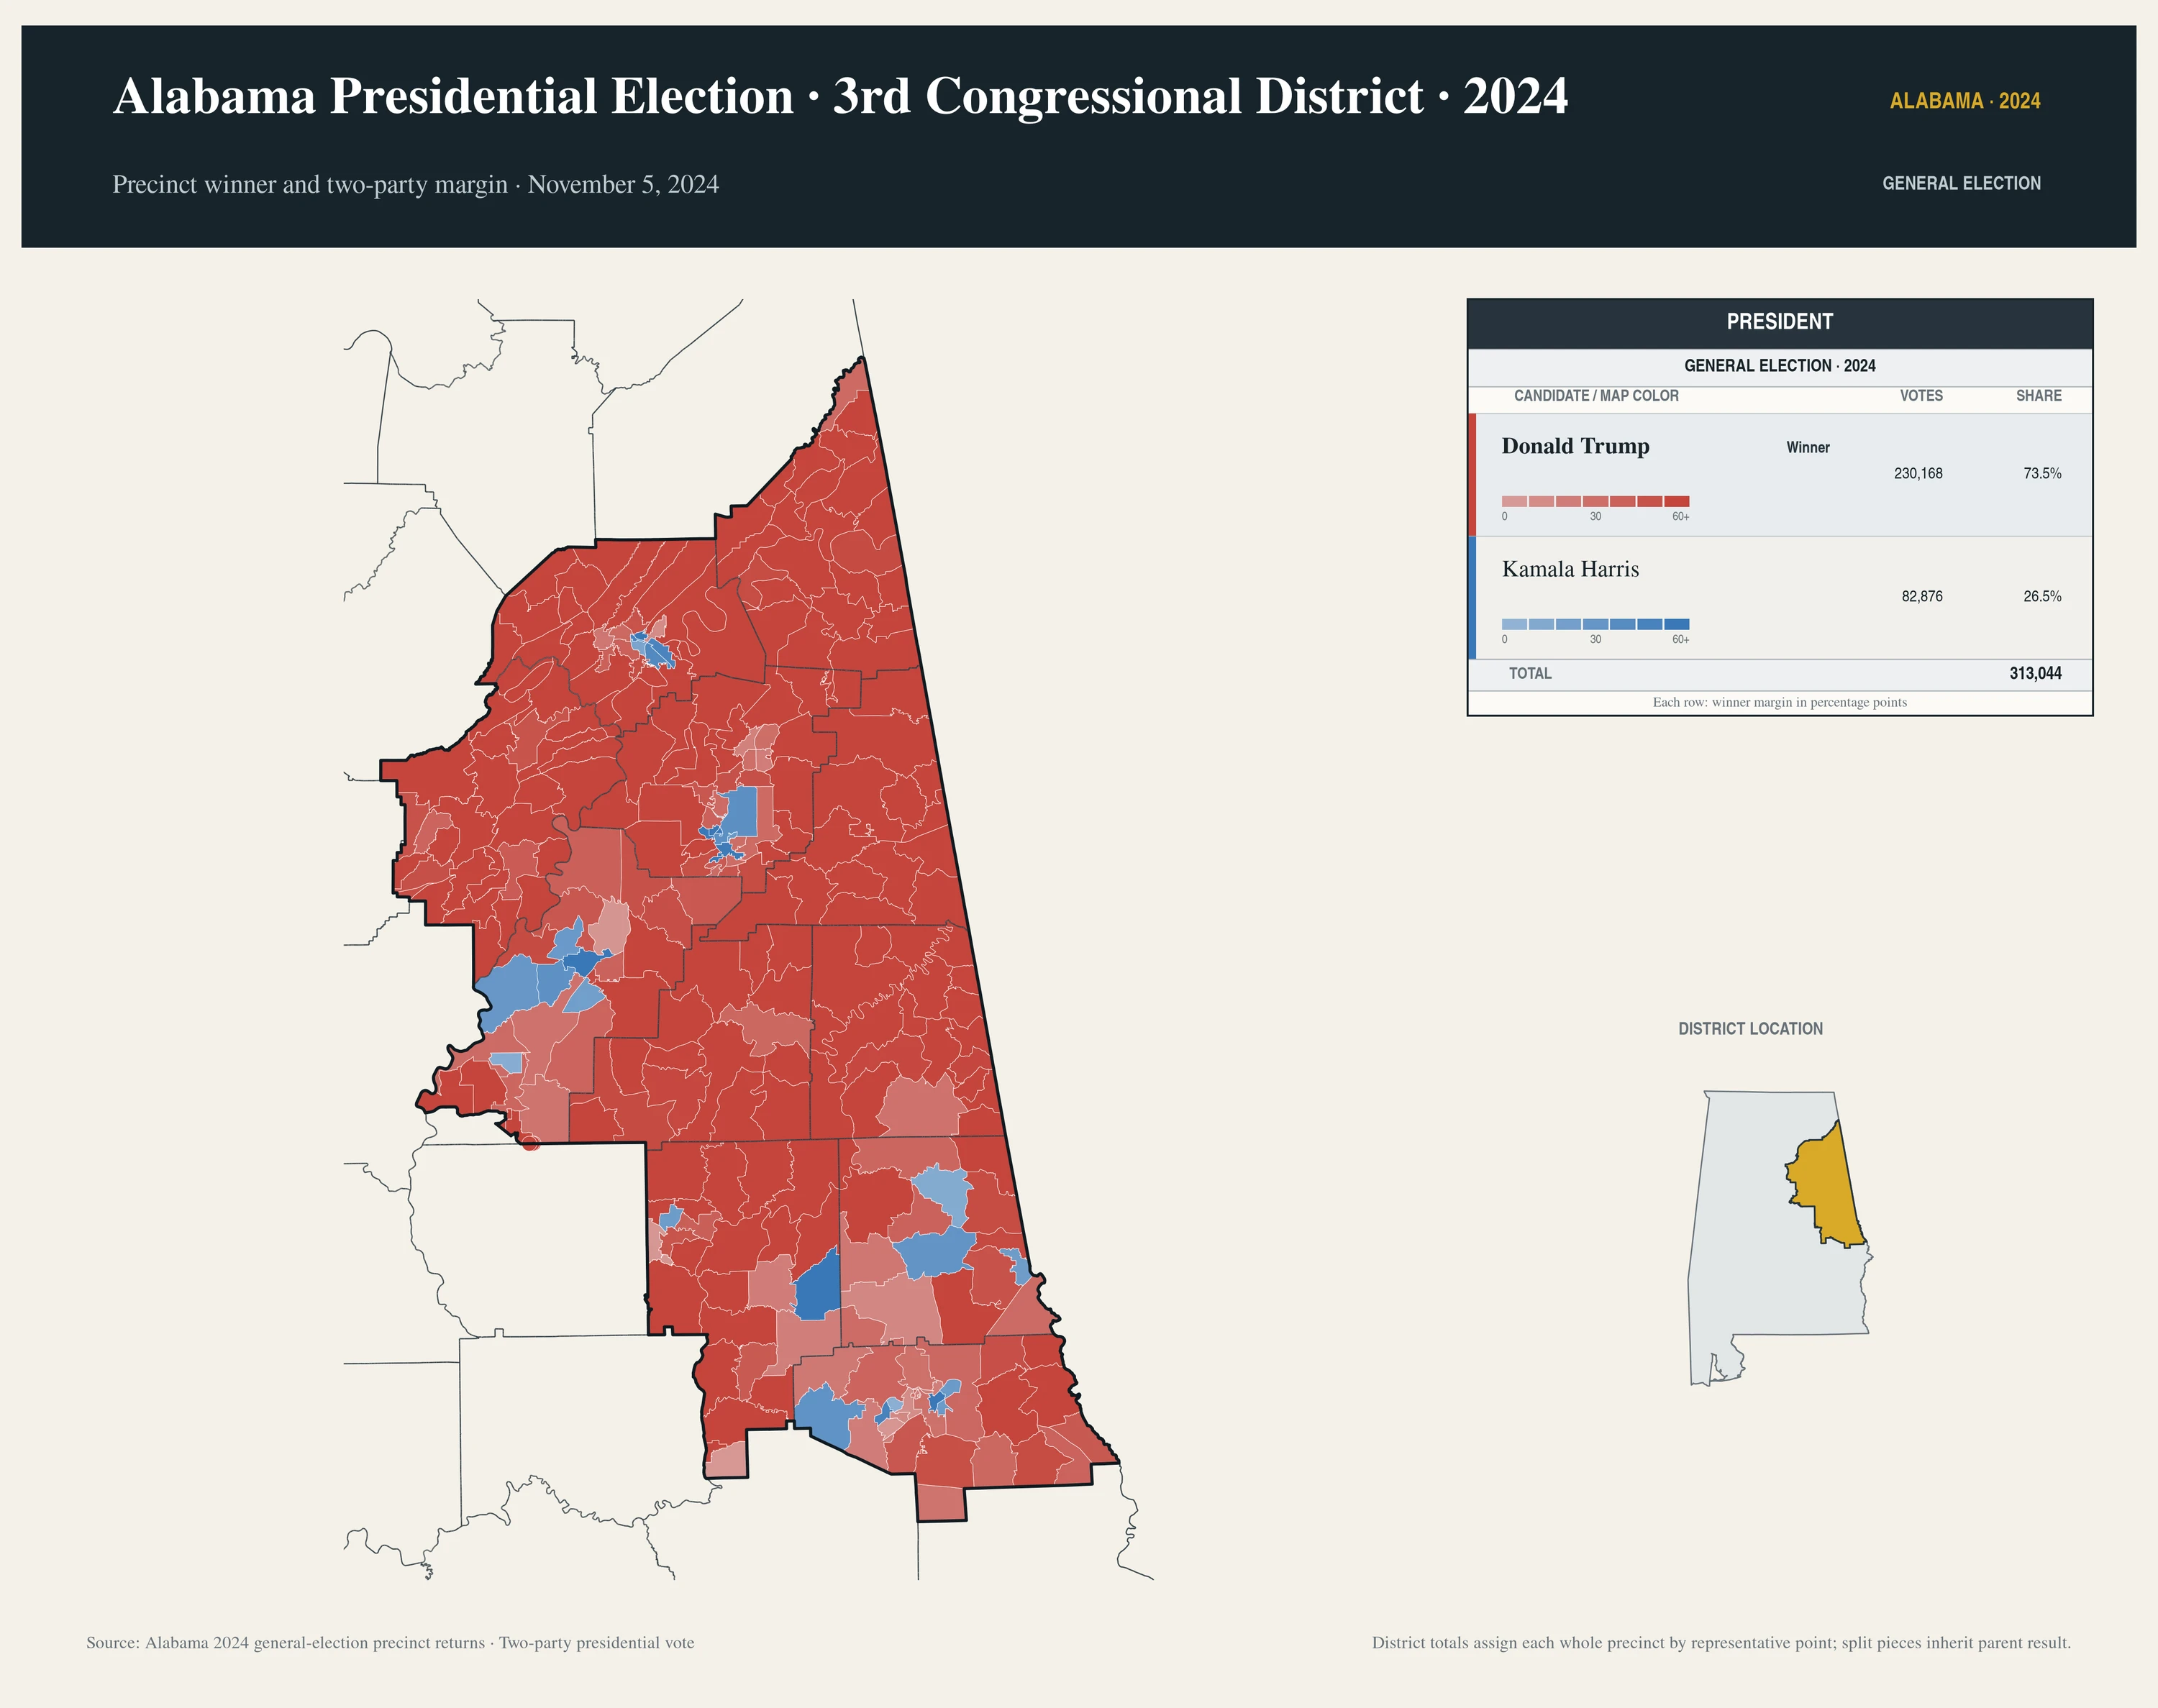 Alabama Presidential Election · 3rd Congressional District · 2024
ALABAMA · 2024
Precinct winner and two-party margin · November 5, 2024
GENERAL ELECTION
PRESIDENT
GENERAL ELECTION · 2024
CANDIDATE / MAP COLOR VOTES SHARE
Donald Trump Winner
230,168 73.5%
0 30 60+
Kamala Harris
82,876 26.5%
0 30 60+
TOTAL 313,044
Each row: winner margin in percentage points
DISTRICT LOCATION
Source: Alabama 2024 general-election precinct returns · Two-party presidential vote
District totals assign each whole precinct by representative point; split pieces inherit parent result.